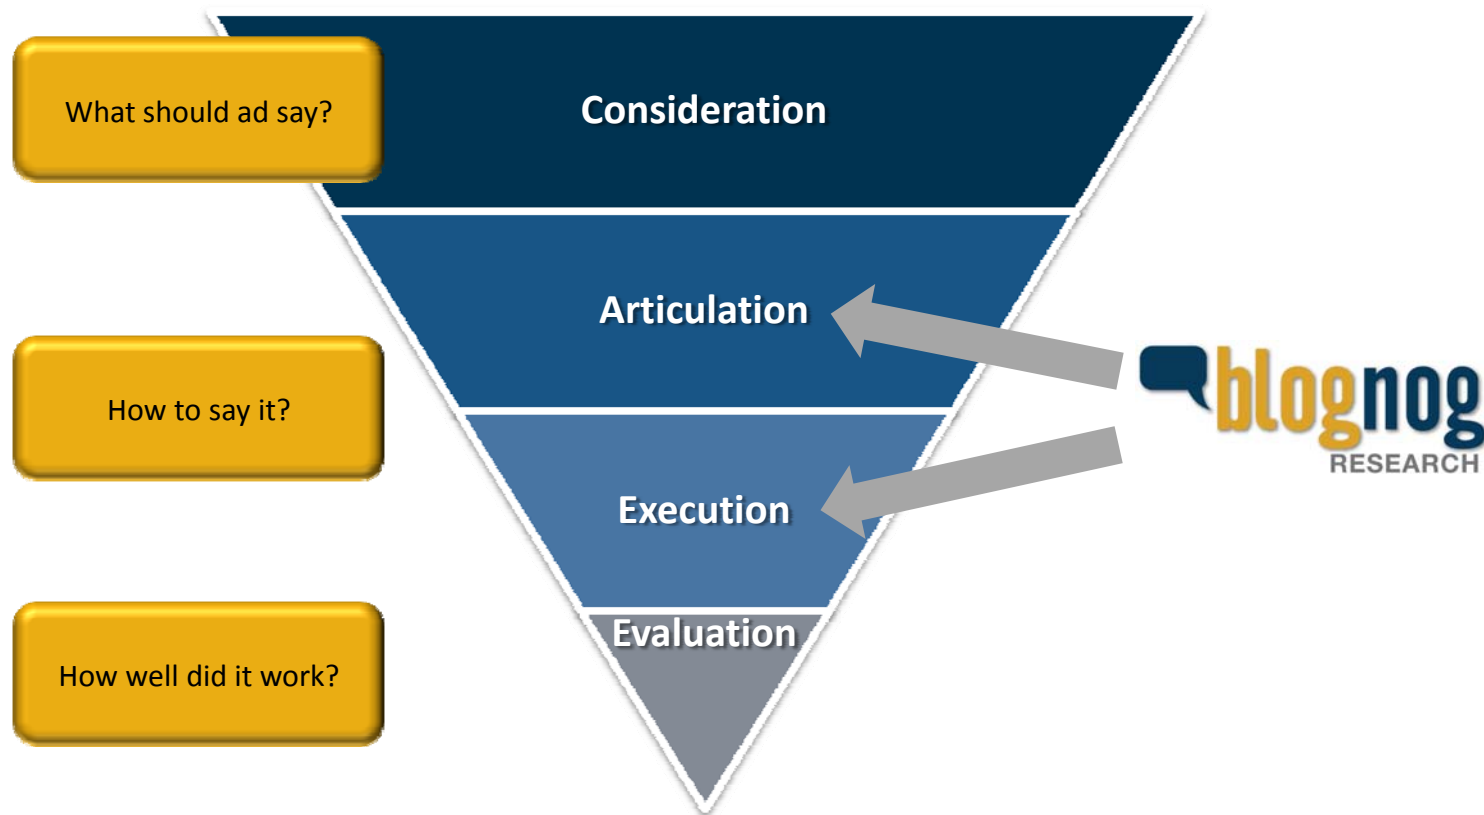 What should ad say?
Consideration
Articulation
How to say it?
blognog
RESEARCH
Execution
Evaluation
How well did it work?